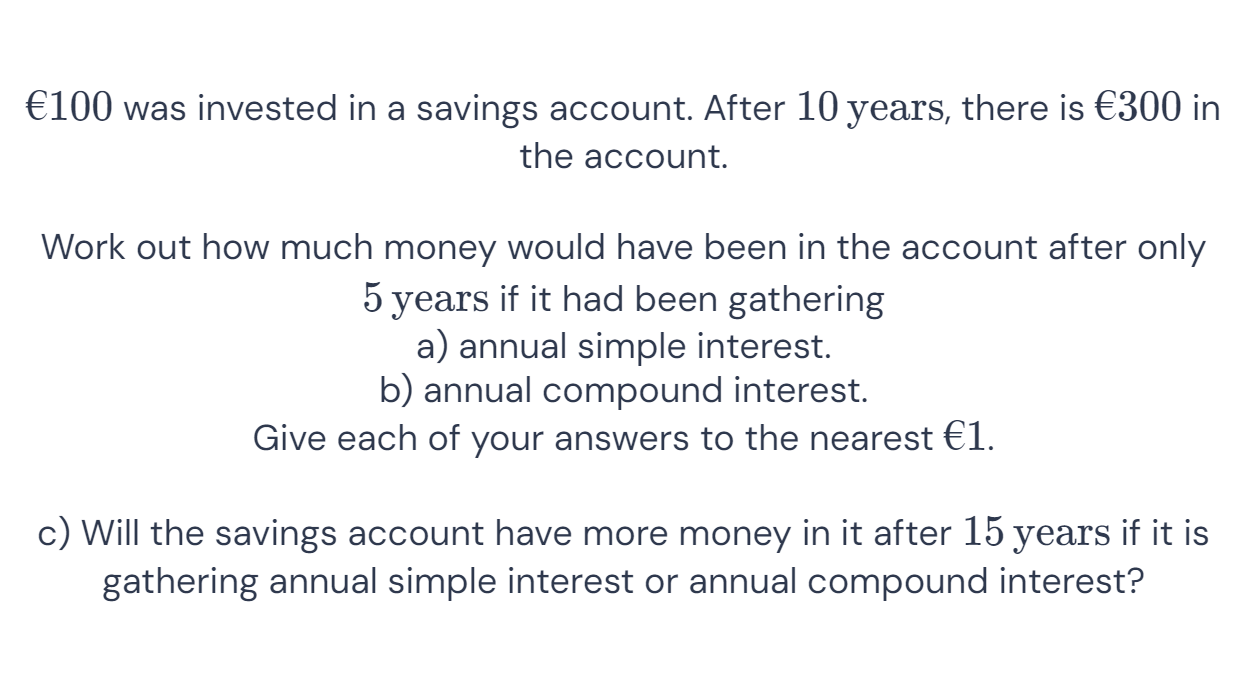 €100 was invested in a savings account. After 10 years, there is €300 in
the account.
Work out how much money would have been in the account after only
5 years if it had been gathering
a) annual simple interest.
b) annual compound interest.
Give each of your answers to the nearest €1.
c) Will the savings account have more money in it after 15 years if it is
gathering annual simple interest or annual compound interest?